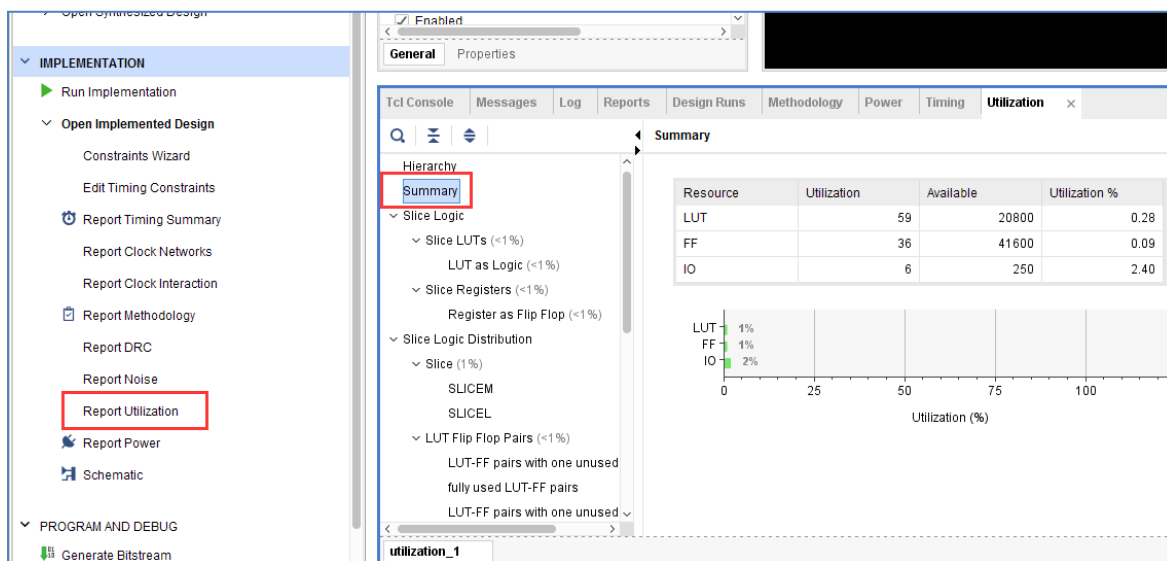 Open Synthesized Design
IMPLEMENTATION
Run Implementation
Open Implemented Design
Constraints Wizard
Edit Timing Constraints
Report Timing Summary
Report Clock Networks
Report Clock Interaction
Report Methodology
Report DRC
Report Noise
Report Utilization
Report Power
Schematic
PROGRAM AND DEBUG
Generate Bitstream
Enabled
General Properties
Tcl Console Messages Log Reports Design Runs Methodology Power Timing Utilization
Hierarchy
Summary
Slice Logic
Slice LUTs (<1%)
LUT as Logic (<1%)
Slice Registers (<1%)
Register as Flip Flop (<1%)
Slice Logic Distribution
Slice (1%)
SLICEM
SLICEL
LUT Flip Flop Pairs (<1%)
LUT-FF pairs with one unused
fully used LUT-FF pairs
LUT-FF pairs with one unused
utilization_1
Summary
Resource Utilization Available Utilization %
LUT 59 20800 0.28
FF 36 41600 0.09
IO 6 250 2.40
LUT 1%
FF 1%
IO 2%
0 25 50 75 100
Utilization (%)